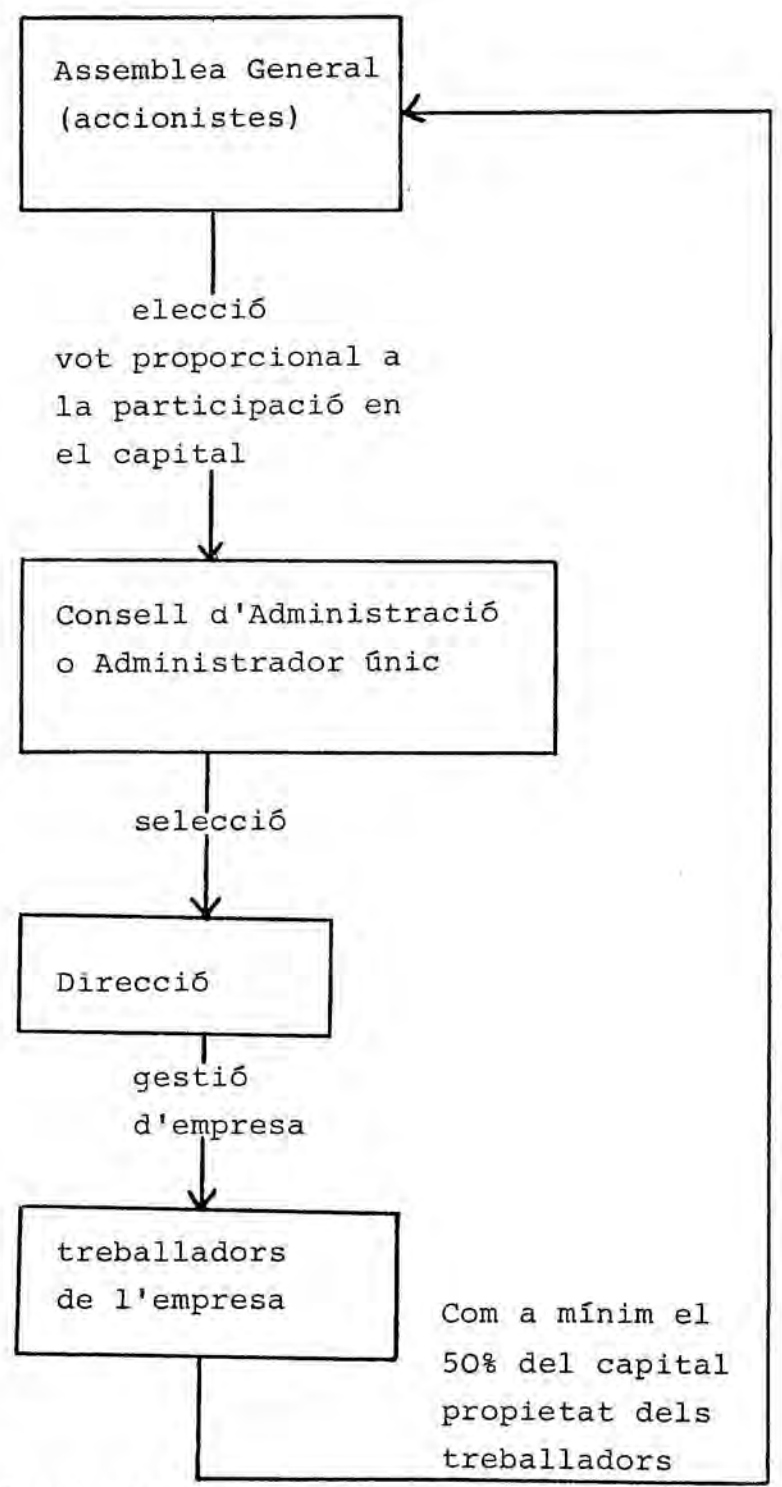 Assemblea General
(accionistes)
elecció
vot proporcional a
la participació en
el capital
Consell d'Administració
o Administrador únic
selecció
Direcció
gestió
d'empresa
treballadors
de l'empresa
Com a mínim el
50% del capital
propietat dels
treballadors